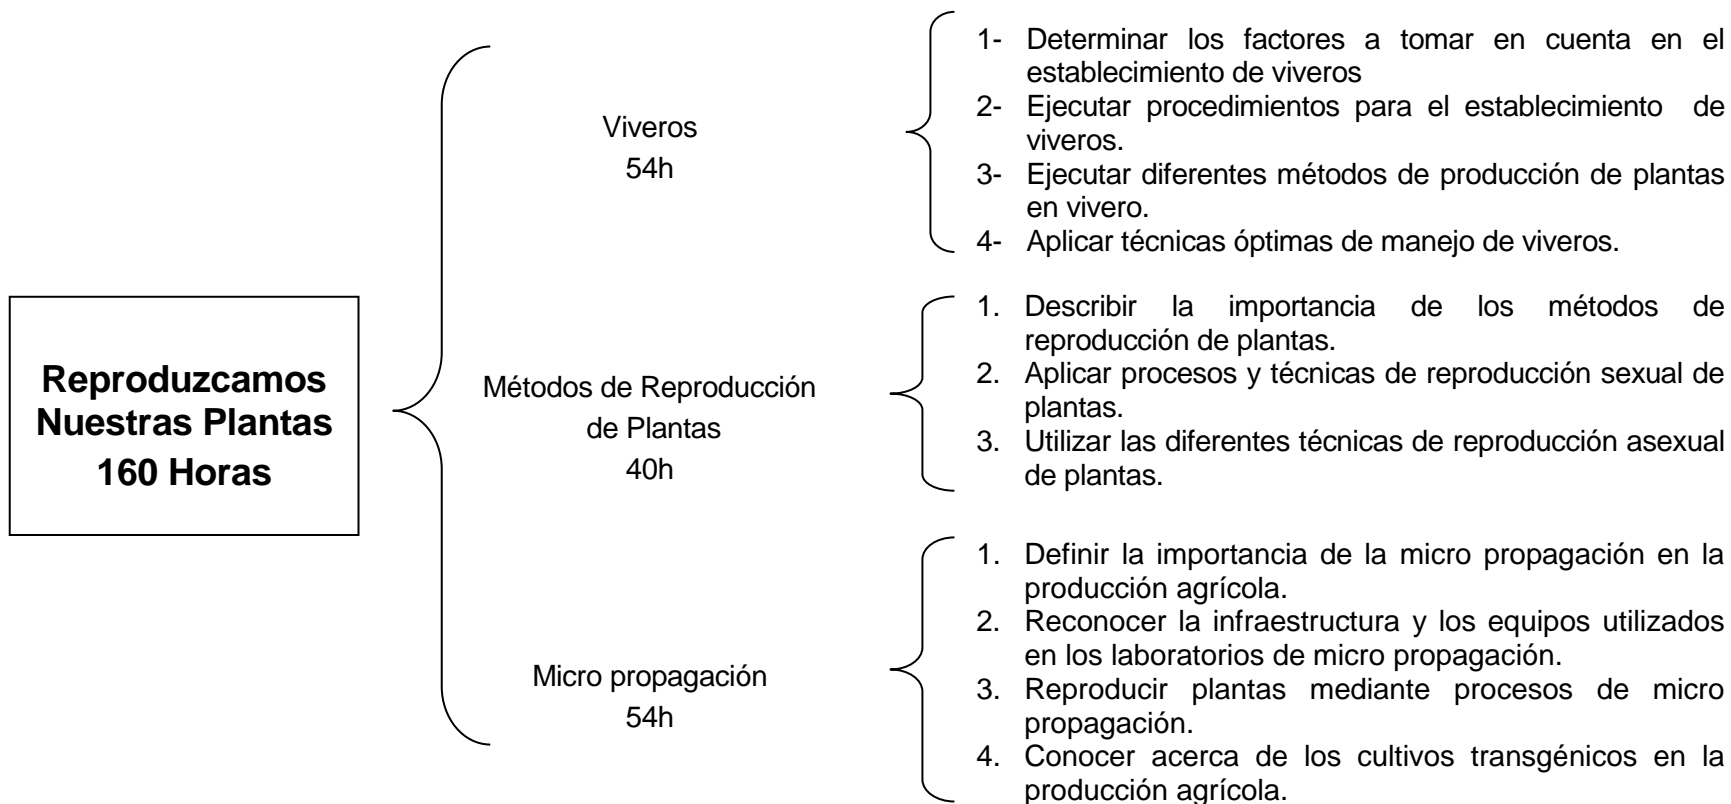 Reproduzcamos
Nuestras Plantas
160 Horas
Viveros
54h
1- Determinar los factores a tomar en cuenta en el
establecimiento de viveros
2- Ejecutar procedimientos para el establecimiento de
viveros.
3- Ejecutar diferentes métodos de producción de plantas
en vivero.
4- Aplicar técnicas óptimas de manejo de viveros.
Métodos de Reproducción
de Plantas
40h
1. Describir la importancia de los métodos de
reproducción de plantas.
2. Aplicar procesos y técnicas de reproducción sexual de
plantas.
3. Utilizar las diferentes técnicas de reproducción asexual
de plantas.
Micro propagación
54h
1. Definir la importancia de la micro propagación en la
producción agrícola.
2. Reconocer la infraestructura y los equipos utilizados
en los laboratorios de micro propagación.
3. Reproducir plantas mediante procesos de micro
propagación.
4. Conocer acerca de los cultivos transgénicos en la
producción agrícola.